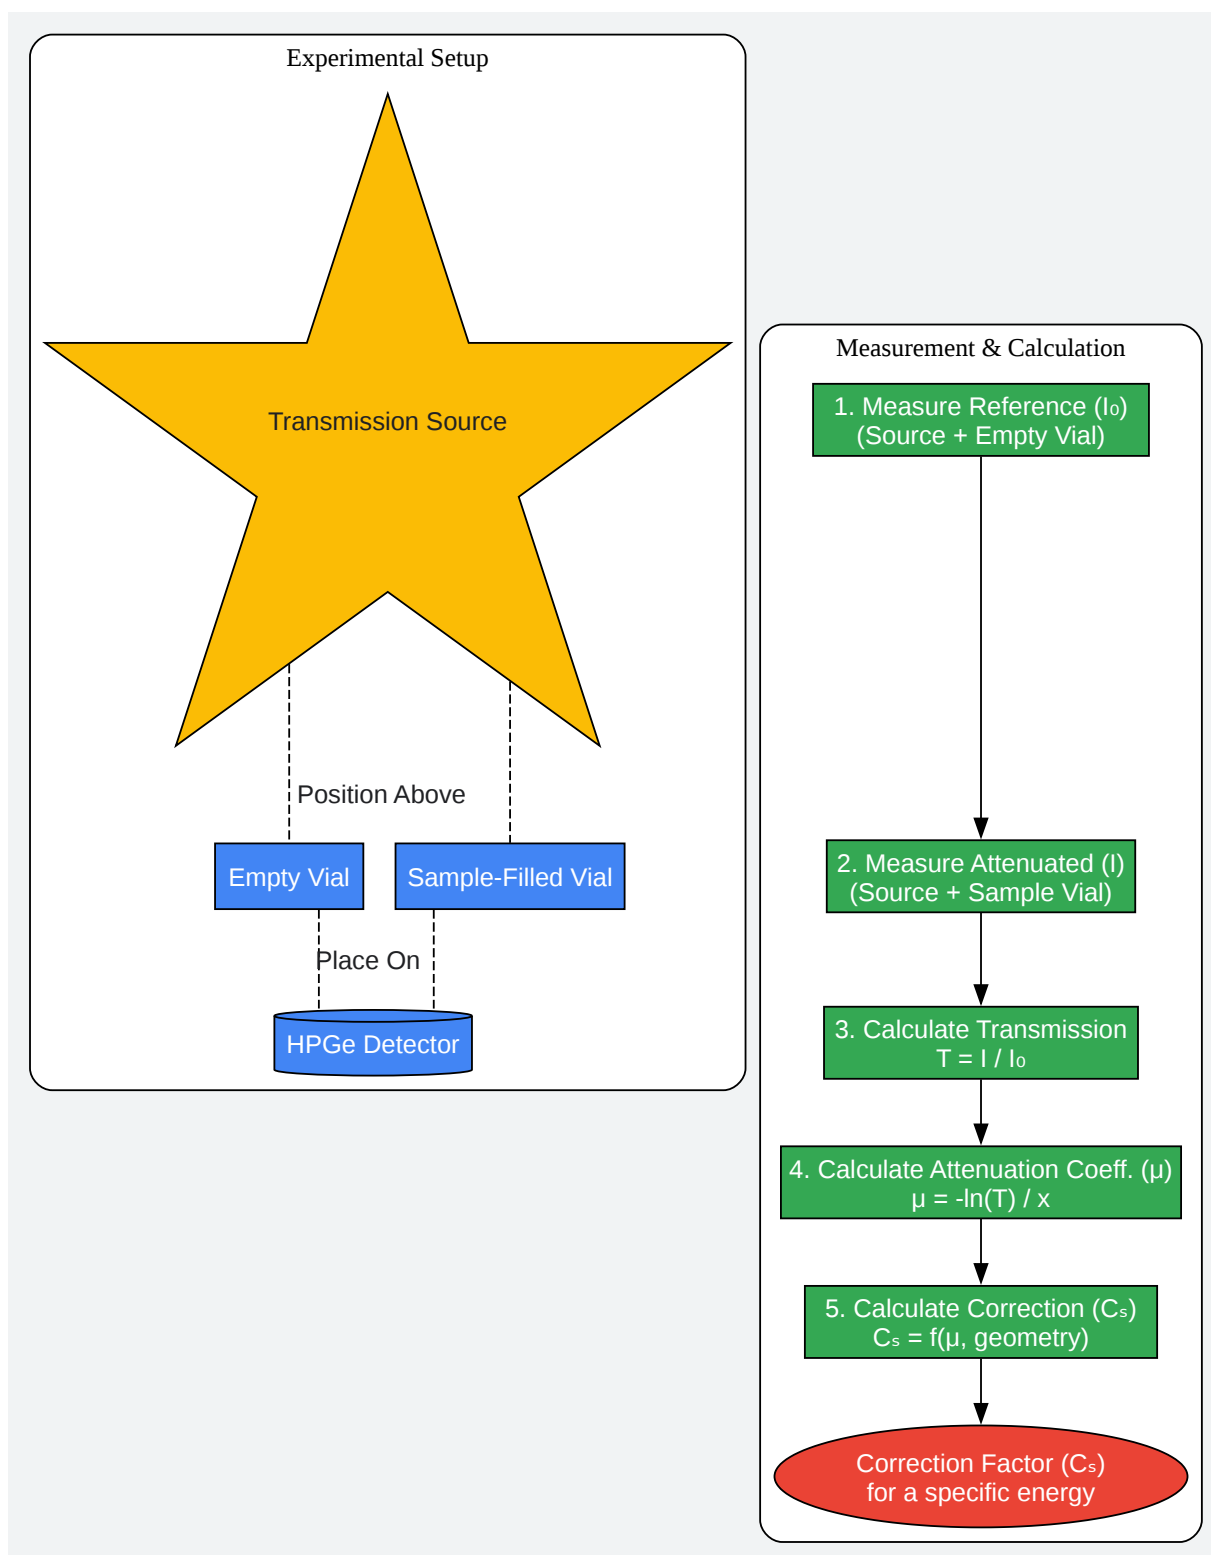 Experimental Setup
Transmission Source
Position Above
Empty Vial
Sample-Filled Vial
Place On
HPGe Detector
Measurement & Calculation
1. Measure Reference (I₀)
(Source + Empty Vial)
2. Measure Attenuated (I)
(Source + Sample Vial)
3. Calculate Transmission
T = I / I₀
4. Calculate Attenuation Coeff. (μ)
μ = -ln(T) / x
5. Calculate Correction (Cₛ)
Cₛ = f(μ, geometry)
Correction Factor (Cₛ)
for a specific energy